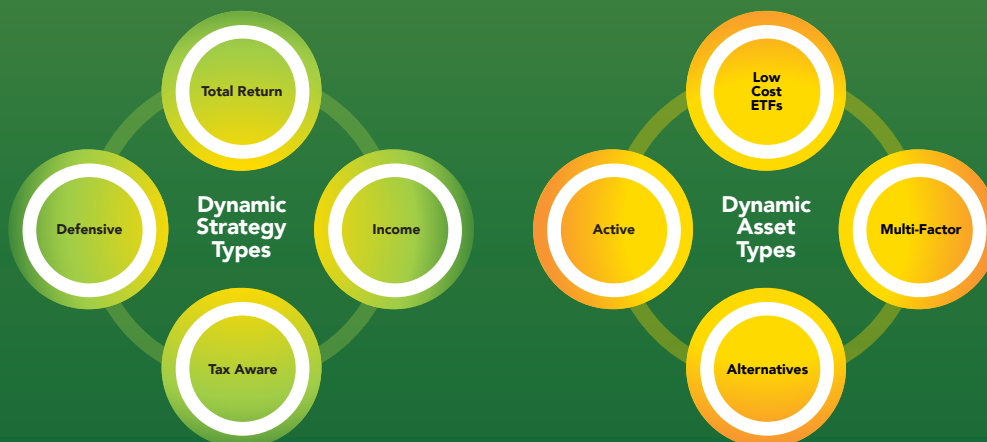 Total Return
Defensive
Dynamic
Strategy
Types
Income
Tax Aware
Low
Cost
ETFs
Active
Dynamic
Asset
Types
Multi-Factor
Alternatives